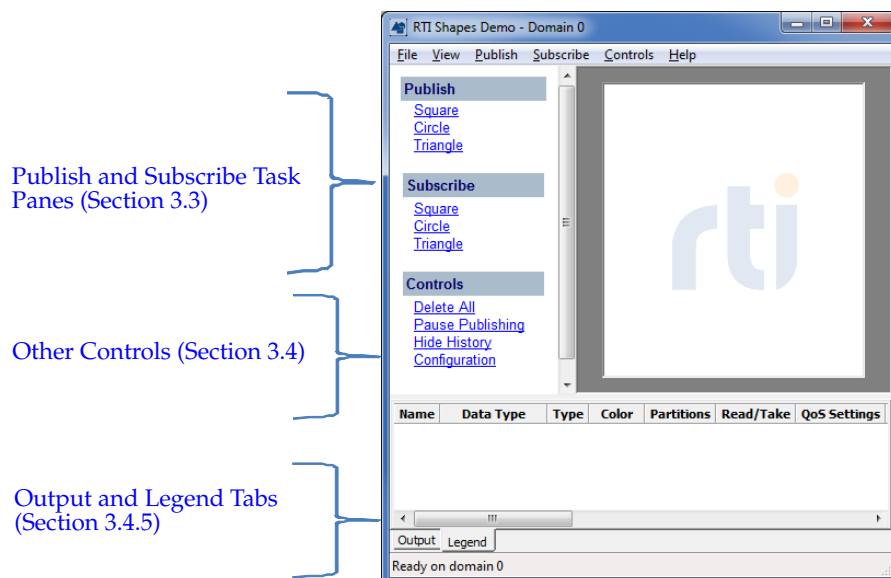 RTI Shapes Demo - Domain 0
File View Publish Subscribe Controls Help
Publish
Square
Circle
Triangle
Subscribe
Square
Circle
Triangle
Controls
Delete All
Pause Publishing
Hide History
Configuration
rti
Name Data Type Type Color Partitions Read/Take QoS Settings
Output Legend
Ready on domain 0
Publish and Subscribe Task
Panes (Section 3.3)
Other Controls (Section 3.4)
Output and Legend Tabs
(Section 3.4.5)